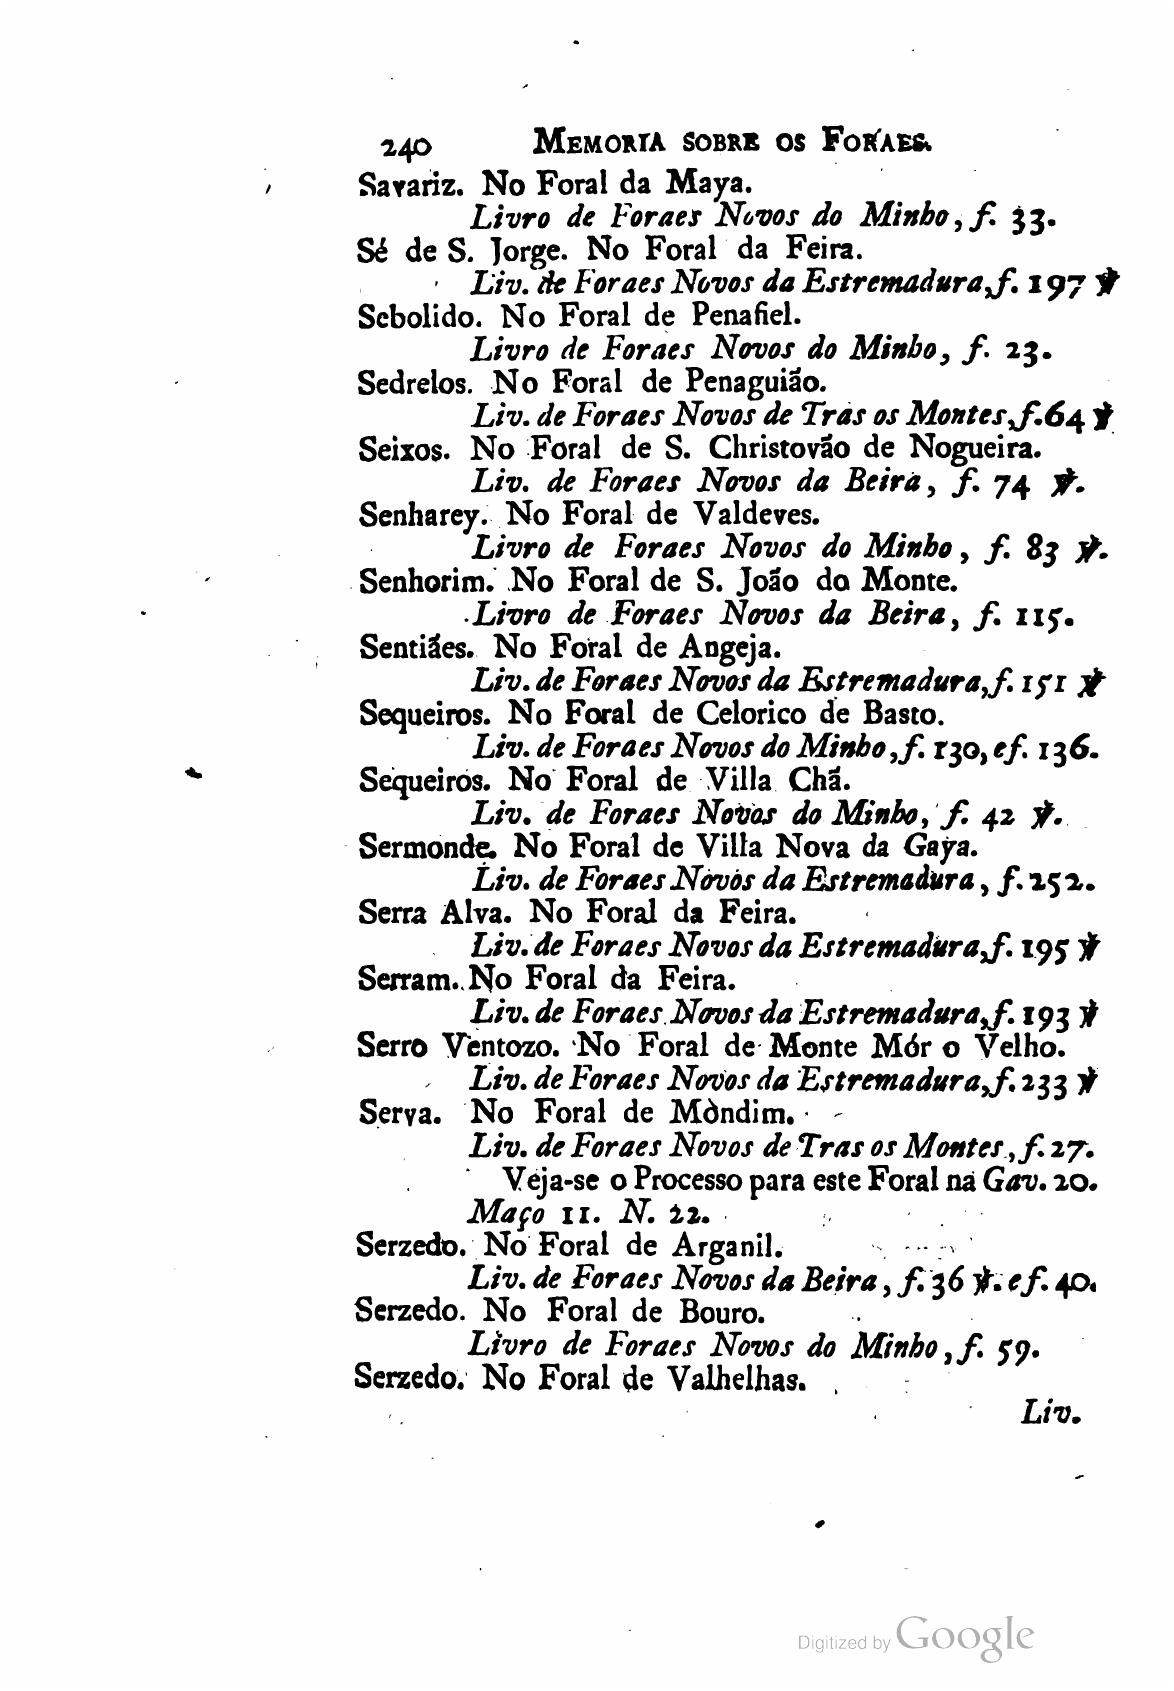 240 MEMORIA SOBRE OS FORAES.
Savariz. No Foral da Maya.
Livro de Foraes Novos do Minho, f. 33.
Sé de S. Jorge. No Foral da Feira.
Liv. de Foraes Novos da Estremadura, f. 197 ℣
Sebolido. No Foral de Penafiel.
Livro de Foraes Novos do Minho, f. 23.
Sedrelos. No Foral de Penaguião.
Liv. de Foraes Novos de Tras os Montes, f. 64 ℣.
Seixos. No Foral de S. Christovão de Nogueira.
Liv. de Foraes Novos da Beira, f. 74 ℣.
Senharey. No Foral de Valdeves.
Livro de Foraes Novos do Minho, f. 83 ℣.
Senhorim. No Foral de S. João do Monte.
Livro de Foraes Novos da Beira, f. 115.
Sentiães. No Foral de Angeja.
Liv. de Foraes Novos da Estremadura, f. 151 ℣
Sequeiros. No Foral de Celorico de Basto.
Liv. de Foraes Novos do Minho, f. 130, e f. 136.
Sequeiros. No Foral de Villa Chã.
Liv. de Foraes Novos do Minho, f. 42 ℣.
Sermonde. No Foral de Villa Nova da Gaya.
Liv. de Foraes Novos da Estremadura, f. 252.
Serra Alva. No Foral da Feira.
Liv. de Foraes Novos da Estremadura, f. 195 ℣
Serram. No Foral da Feira.
Liv. de Foraes Novos da Estremadura, f. 193 ℣
Serro Ventozo. No Foral de Monte Mór o Velho.
Liv. de Foraes Novos da Estremadura, f. 233 ℣
Serva. No Foral de Mòndim.
Liv. de Foraes Novos de Tras os Montes, f. 27.
Veja-se o Processo para este Foral na Gav. 20.
Maço 11. N. 22.
Serzedo. No Foral de Arganil.
Liv. de Foraes Novos da Beira, f. 36 ℣. e f. 40.
Serzedo. No Foral de Bouro.
Livro de Foraes Novos do Minho, f. 59.
Serzedo. No Foral de Valhelhas.
Liv.
Digitized by Google